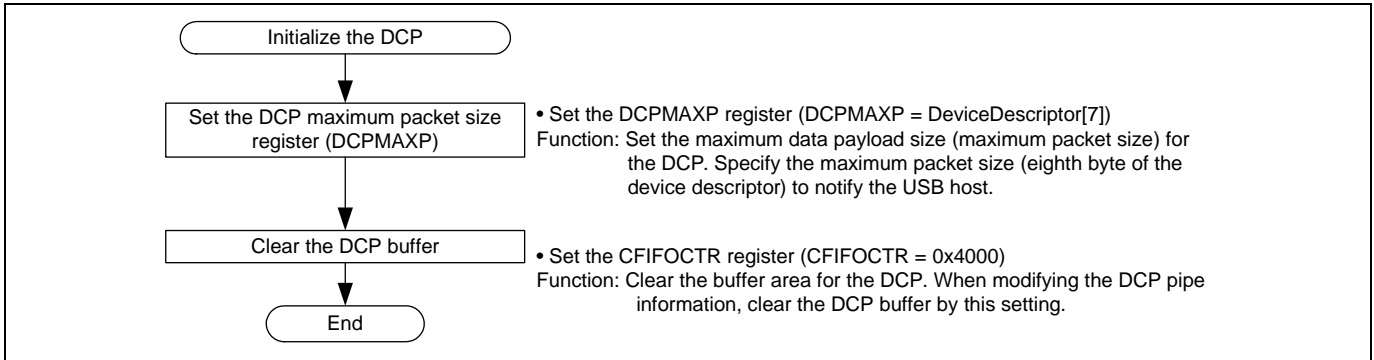 Initialize the DCP
Set the DCP maximum packet size
register (DCPMAXP)
• Set the DCPMAXP register (DCPMAXP = DeviceDescriptor[7])
Function: Set the maximum data payload size (maximum packet size) for
the DCP. Specify the maximum packet size (eighth byte of the
device descriptor) to notify the USB host.
Clear the DCP buffer
• Set the CFIFOCTR register (CFIFOCTR = 0x4000)
Function: Clear the buffer area for the DCP. When modifying the DCP pipe
information, clear the DCP buffer by this setting.
End